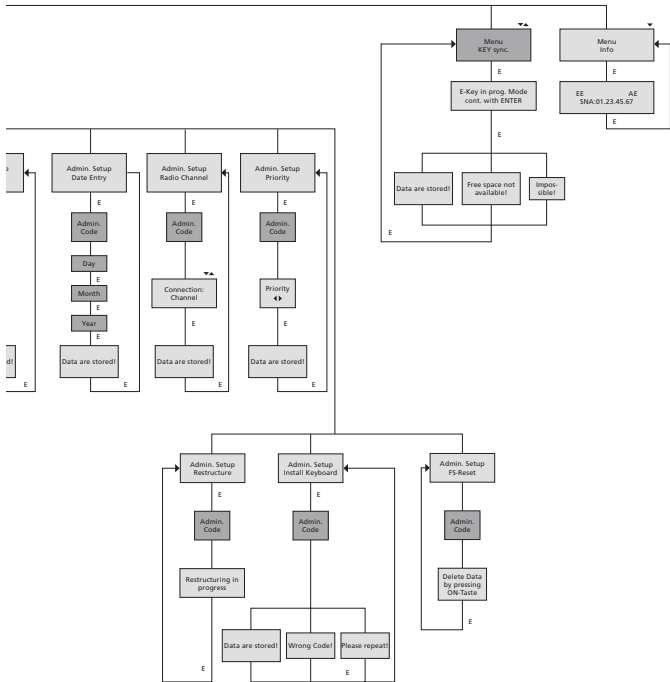 Menu
KEY sync.
Menu
Info
E
E
E-Key in prog. Mode
cont. with ENTER
EE AE
SNA:01.23.45.67
E
E
Data are stored!
Free space not
available!
Impos-
sible!
E
Admin. Setup
Date Entry
Admin. Setup
Radio Channel
Admin. Setup
Priority
E
E
E
Admin.
Code
Admin.
Code
Admin.
Code
Day
E
Month
E
Year
E
Connection:
Channel
E
Priority
E
d!
Data are stored!
Data are stored!
Data are stored!
E
E
E
E
Admin. Setup
Restructure
Admin. Setup
Install Keyboard
Admin. Setup
FS-Reset
E
E
E
Admin.
Code
Admin.
Code
Admin.
Code
Restructuring in
progress
Delete Data
by pressing
ON-Taste
E
Data are stored!
Wrong Code!
Please repeat!
E
E